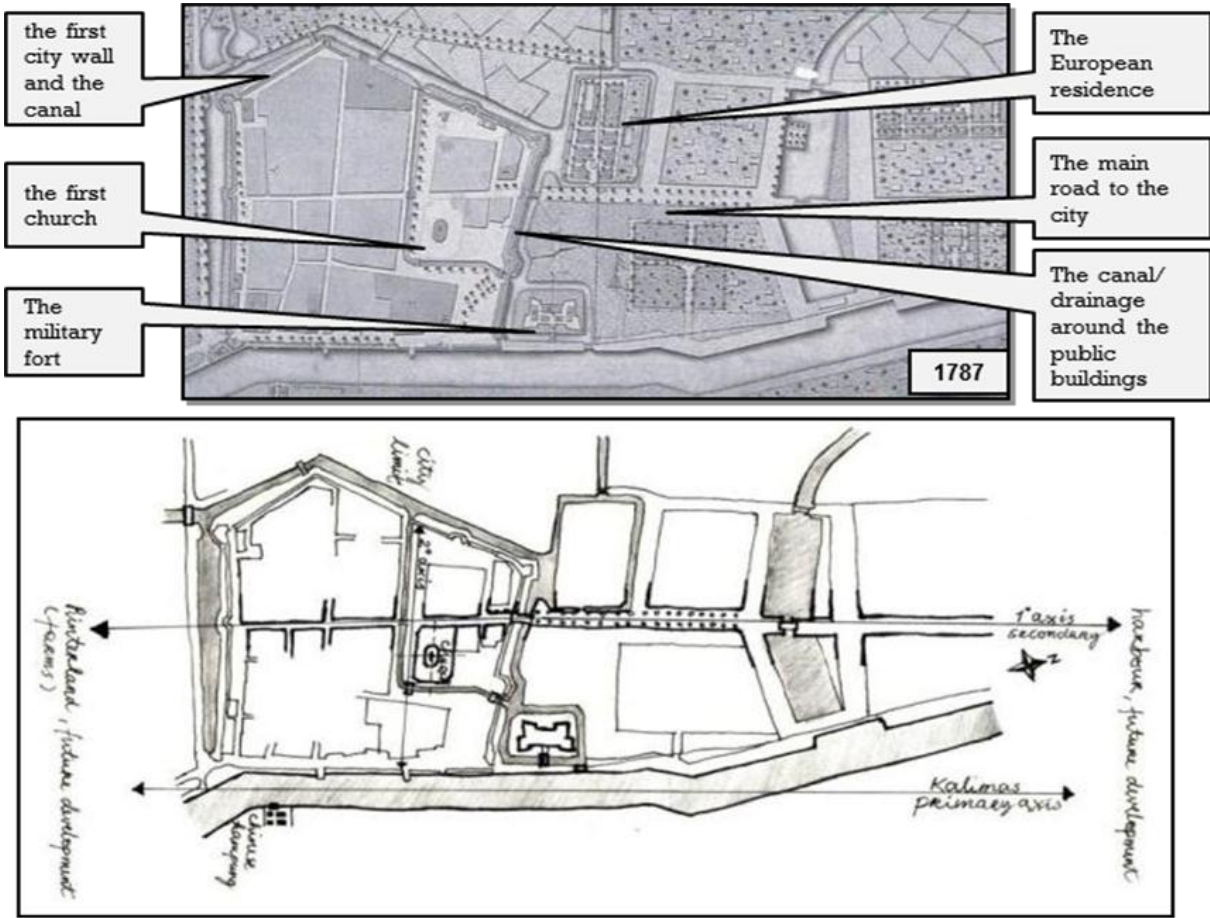 the first
city wall
and the
canal
the first
church
The
military
fort
The
European
residence
The main
road to the
city
The canal/
drainage
around the
public
buildings
1787
city
limit
2° axis
1° axis
secondary
N
Kalimas
primary axis
harbour, future development
Hinterland, future development
(farms)
chinese
kampung